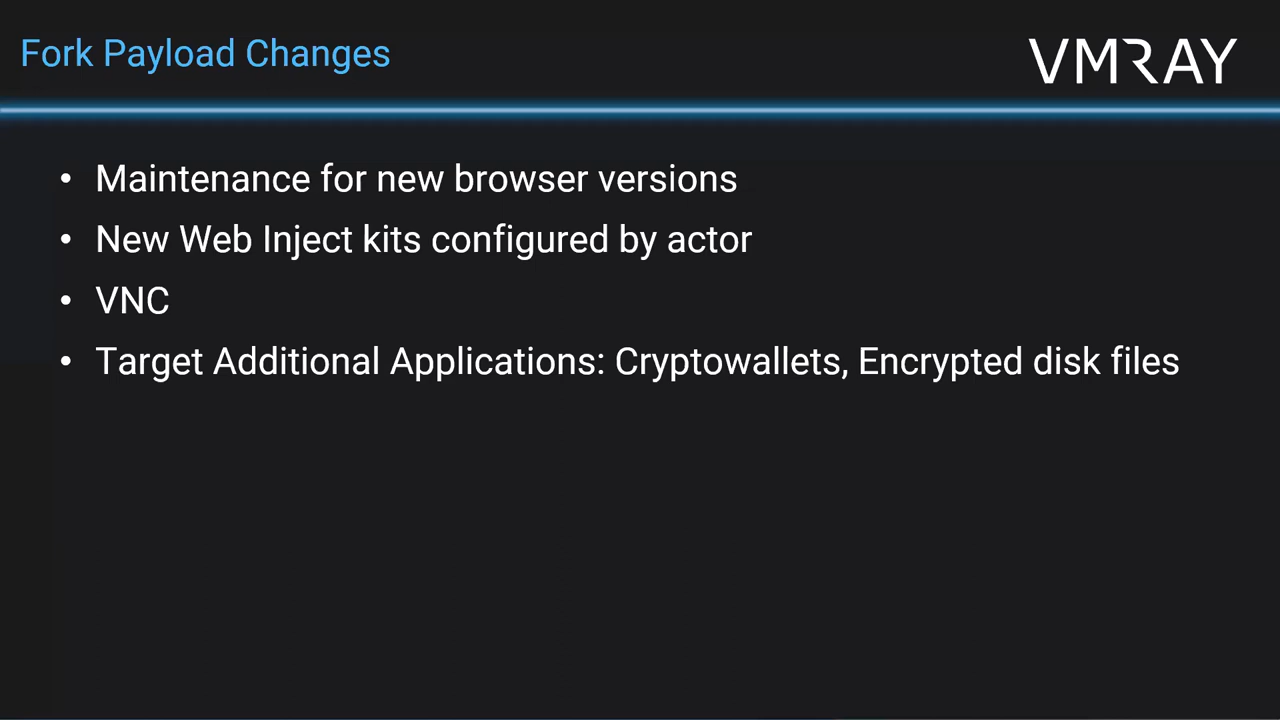 Fork Payload Changes
VMRAY
• Maintenance for new browser versions
• New Web Inject kits configured by actor
• VNC
• Target Additional Applications: Cryptowallets, Encrypted disk files